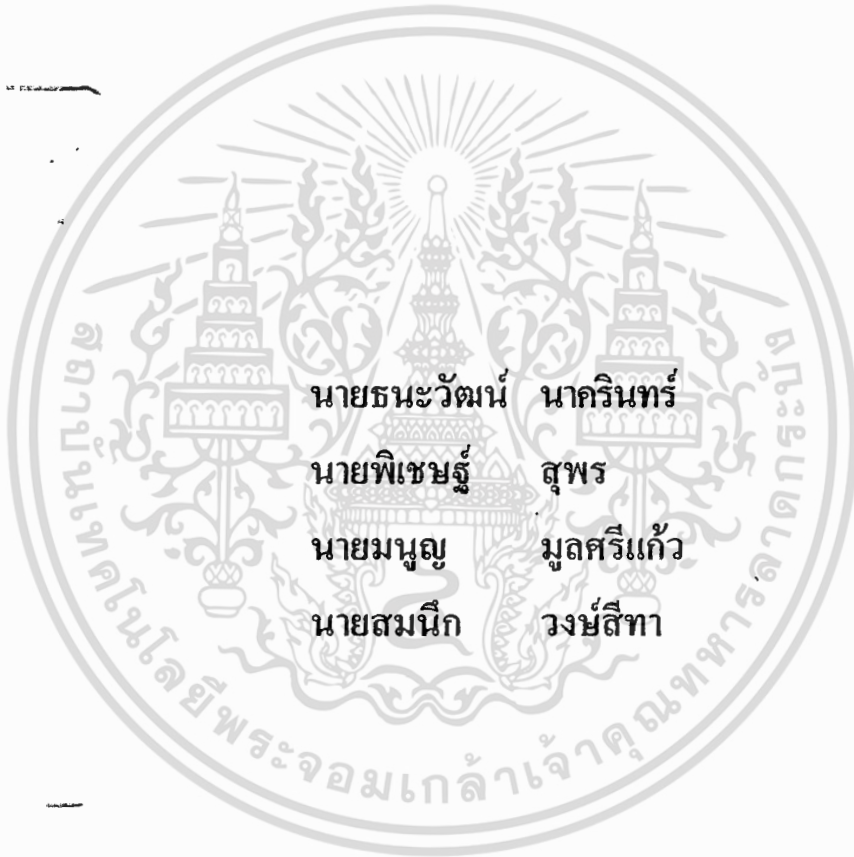 นายธนะวัฒน์ นาครินทร์
นายพิเชษฐ์ สุพร
นายมนูญ มูลศรีแก้ว
นายสมนึก วงษ์สีทา
สถาบันเทคโนโลยีพระจอมเกล้าเจ้าคุณทหารลาดกระบัง